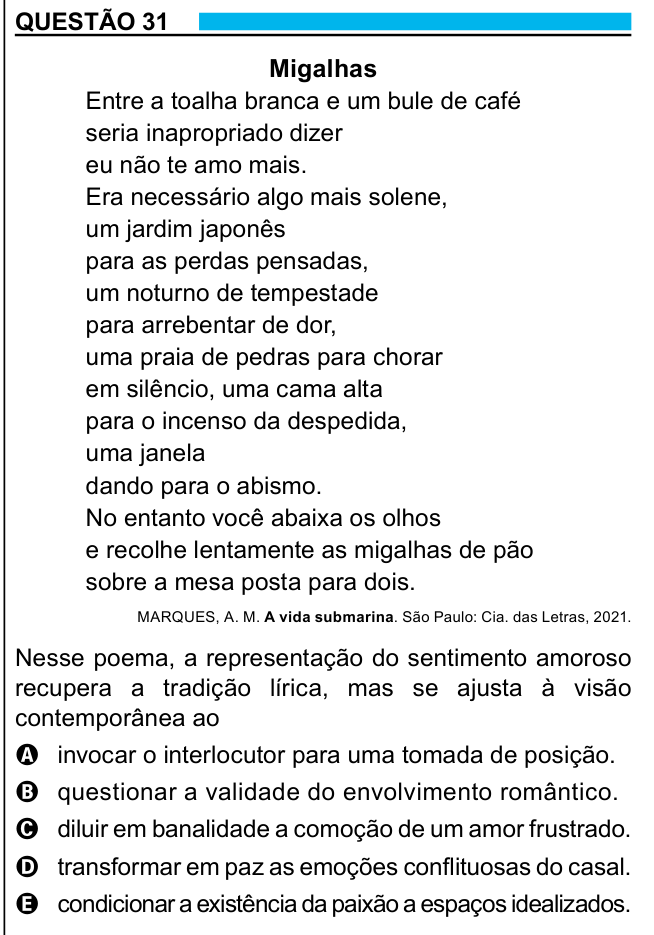 QUESTÃO 31
Migalhas
Entre a toalha branca e um bule de café
seria inapropriado dizer
eu não te amo mais.
Era necessário algo mais solene,
um jardim japonês
para as perdas pensadas,
um noturno de tempestade
para arrebentar de dor,
uma praia de pedras para chorar
em silêncio, uma cama alta
para o incenso da despedida,
uma janela
dando para o abismo.
No entanto você abaixa os olhos
e recolhe lentamente as migalhas de pão
sobre a mesa posta para dois.
MARQUES, A. M. A vida submarina. São Paulo: Cia. das Letras, 2021.
Nesse poema, a representação do sentimento amoroso
recupera a tradição lírica, mas se ajusta à visão
contemporânea ao
A invocar o interlocutor para uma tomada de posição.
B questionar a validade do envolvimento romântico.
C diluir em banalidade a comoção de um amor frustrado.
D transformar em paz as emoções conflituosas do casal.
E condicionar a existência da paixão a espaços idealizados.